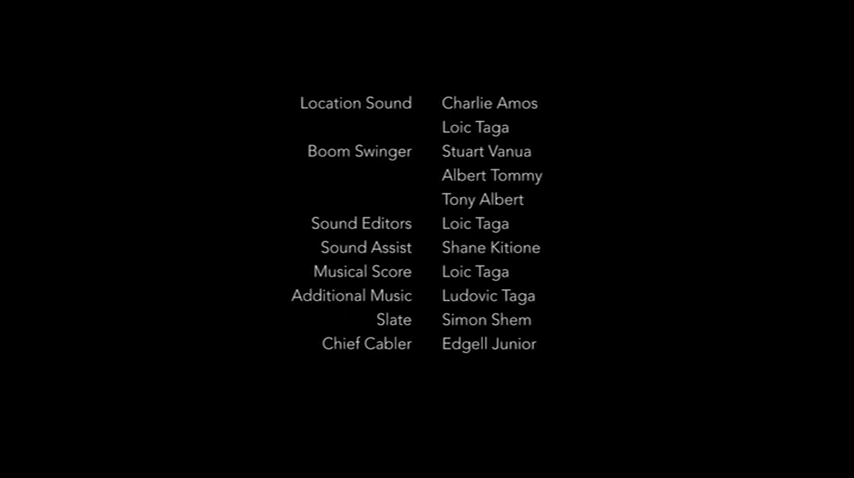 Location Sound Charlie Amos
Loic Taga
Boom Swinger Stuart Vanua
Albert Tommy
Tony Albert
Sound Editors Loic Taga
Sound Assist Shane Kitione
Musical Score Loic Taga
Additional Music Ludovic Taga
Slate Simon Shem
Chief Cabler Edgell Junior